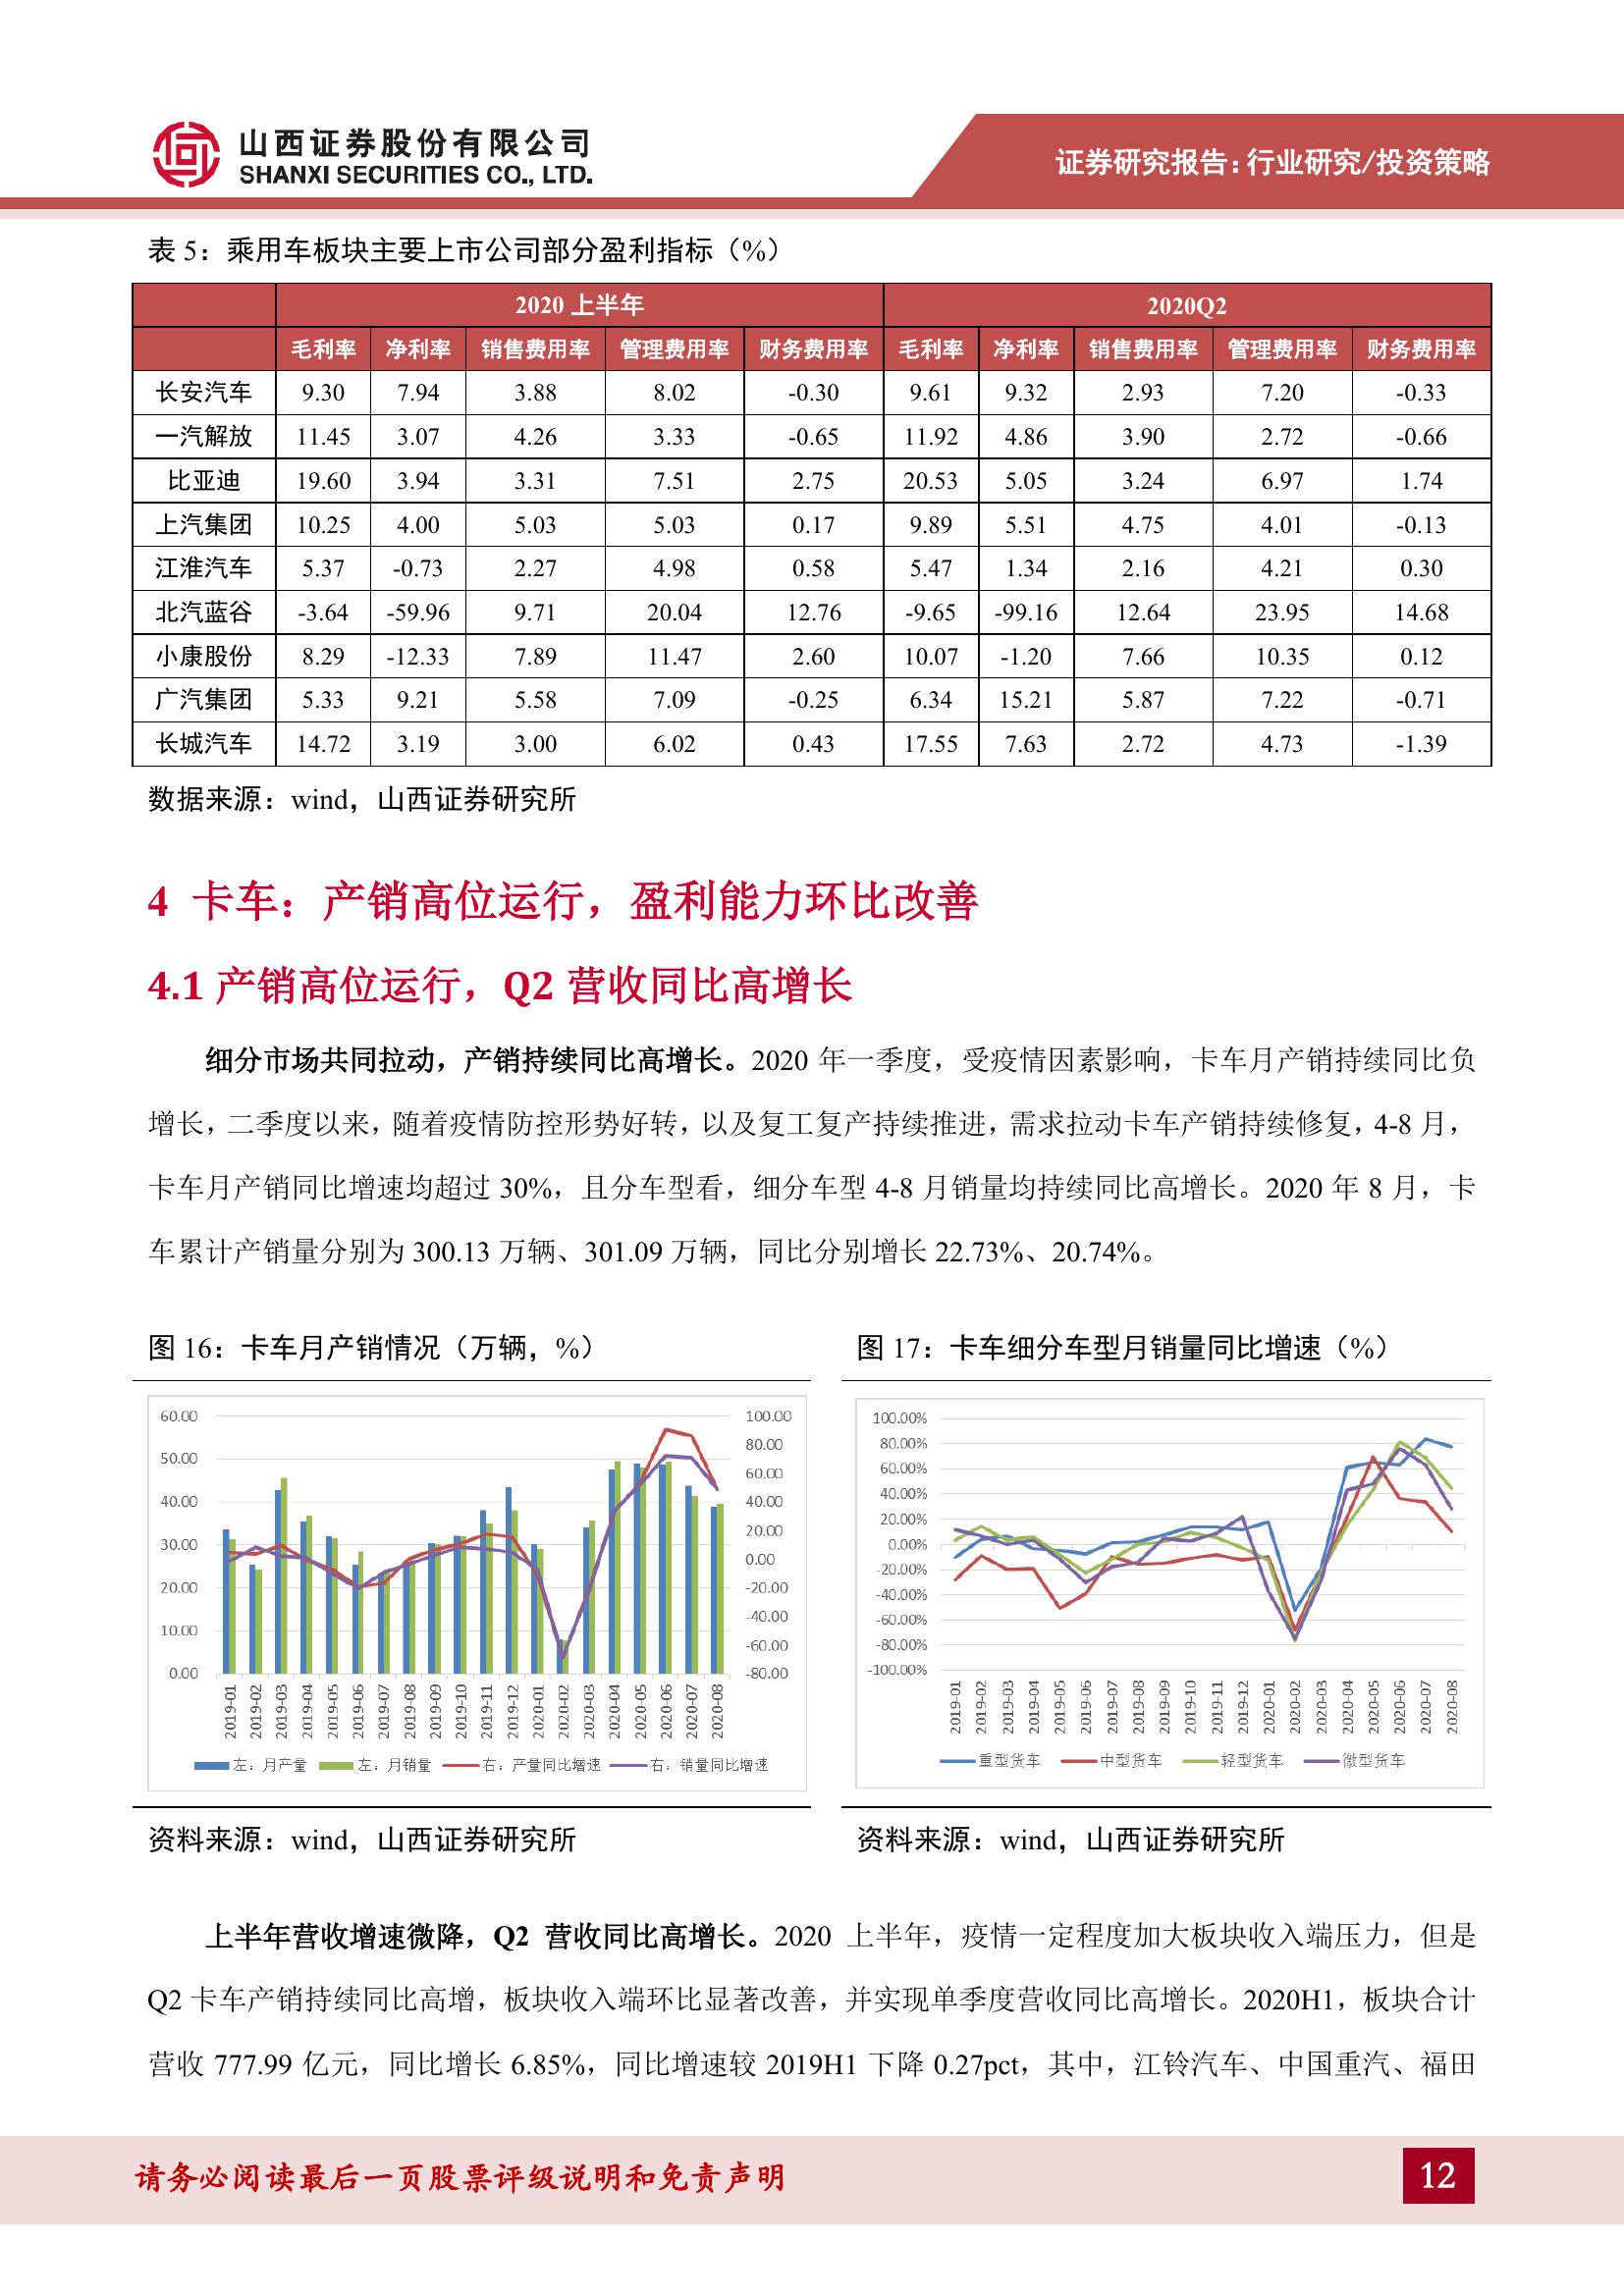 山西证券股份有限公司
SHANXI SECURITIES CO., LTD.
证券研究报告:行业研究/投资策略
表 5：乘用车板块主要上市公司部分盈利指标（%）
2020 上半年 2020Q2
毛利率 净利率 销售费用率 管理费用率 财务费用率 毛利率 净利率 销售费用率 管理费用率 财务费用率
长安汽车 9.30 7.94 3.88 8.02 -0.30 9.61 9.32 2.93 7.20 -0.33
一汽解放 11.45 3.07 4.26 3.33 -0.65 11.92 4.86 3.90 2.72 -0.66
比亚迪 19.60 3.94 3.31 7.51 2.75 20.53 5.05 3.24 6.97 1.74
上汽集团 10.25 4.00 5.03 5.03 0.17 9.89 5.51 4.75 4.01 -0.13
江淮汽车 5.37 -0.73 2.27 4.98 0.58 5.47 1.34 2.16 4.21 0.30
北汽蓝谷 -3.64 -59.96 9.71 20.04 12.76 -9.65 -99.16 12.64 23.95 14.68
小康股份 8.29 -12.33 7.89 11.47 2.60 10.07 -1.20 7.66 10.35 0.12
广汽集团 5.33 9.21 5.58 7.09 -0.25 6.34 15.21 5.87 7.22 -0.71
长城汽车 14.72 3.19 3.00 6.02 0.43 17.55 7.63 2.72 4.73 -1.39
数据来源：wind，山西证券研究所
4 卡车：产销高位运行，盈利能力环比改善
4.1 产销高位运行，Q2 营收同比高增长
细分市场共同拉动，产销持续同比高增长。2020 年一季度，受疫情因素影响，卡车月产销持续同比负
增长，二季度以来，随着疫情防控形势好转，以及复工复产持续推进，需求拉动卡车产销持续修复，4-8 月，
卡车月产销同比增速均超过 30%，且分车型看，细分车型 4-8 月销量均持续同比高增长。2020 年 8 月，卡
车累计产销量分别为 300.13 万辆、301.09 万辆，同比分别增长 22.73%、20.74%。
图 16：卡车月产销情况（万辆，%）
60.00
50.00
40.00
30.00
20.00
10.00
0.00
100.00
80.00
60.00
40.00
20.00
0.00
-20.00
-40.00
-60.00
-80.00
2019-01 2019-02 2019-03 2019-04 2019-05 2019-06 2019-07 2019-08 2019-09 2019-10 2019-11 2019-12 2020-01 2020-02 2020-03 2020-04 2020-05 2020-06 2020-07 2020-08
左：月产量 左：月销量 右：产量同比增速 右：销量同比增速
资料来源：wind，山西证券研究所
图 17：卡车细分车型月销量同比增速（%）
100.00%
80.00%
60.00%
40.00%
20.00%
0.00%
-20.00%
-40.00%
-60.00%
-80.00%
-100.00%
2019-01 2019-02 2019-03 2019-04 2019-05 2019-06 2019-07 2019-08 2019-09 2019-10 2019-11 2019-12 2020-01 2020-02 2020-03 2020-04 2020-05 2020-06 2020-07 2020-08
重型货车 中型货车 轻型货车 微型货车
资料来源：wind，山西证券研究所
上半年营收增速微降，Q2 营收同比高增长。2020 上半年，疫情一定程度加大板块收入端压力，但是
Q2 卡车产销持续同比高增，板块收入端环比显著改善，并实现单季度营收同比高增长。2020H1，板块合计
营收 777.99 亿元，同比增长 6.85%，同比增速较 2019H1 下降 0.27pct，其中，江铃汽车、中国重汽、福田
请务必阅读最后一页股票评级说明和免责声明
12